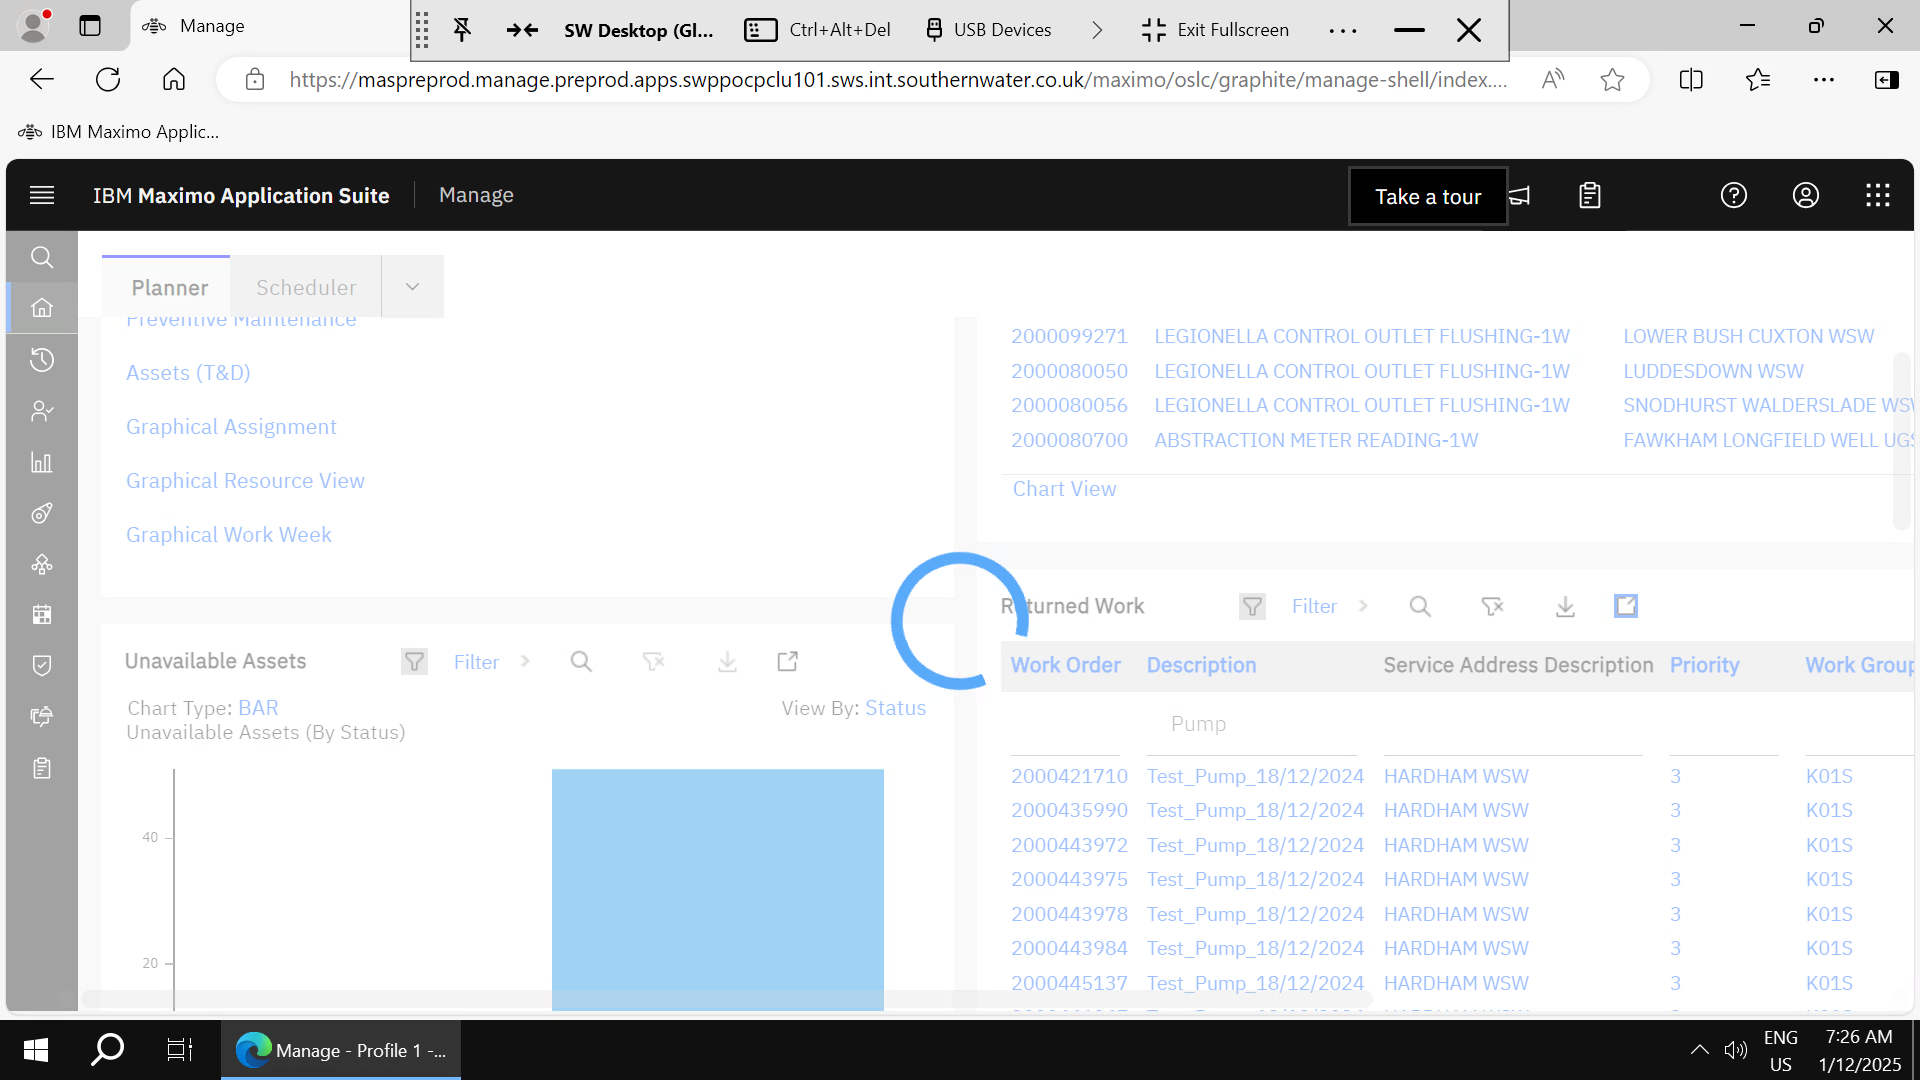 Manage
SW Desktop (Gl...
Ctrl+Alt+Del
USB Devices
Exit Fullscreen
https://maspreprod.manage.preprod.apps.swppocpclu101.sws.int.southernwater.co.uk/maximo/oslc/graphite/manage-shell/index....
IBM Maximo Applic...
IBM Maximo Application Suite
Manage
Take a tour
Planner
Scheduler
Preventive Maintenance
Assets (T&D)
Graphical Assignment
Graphical Resource View
Graphical Work Week
2000099271 LEGIONELLA CONTROL OUTLET FLUSHING-1W LOWER BUSH CUXTON WSW
2000080050 LEGIONELLA CONTROL OUTLET FLUSHING-1W LUDDESDOWN WSW
2000080056 LEGIONELLA CONTROL OUTLET FLUSHING-1W SNODHURST WALDERSLADE WSW
2000080700 ABSTRACTION METER READING-1W FAWKHAM LONGFIELD WELL UGS
Chart View
Unavailable Assets
Filter
Chart Type: BAR
View By: Status
Unavailable Assets (By Status)
40
20
Returned Work
Filter
Work Order Description Service Address Description Priority Work Group
Pump
2000421710 Test_Pump_18/12/2024 HARDHAM WSW 3 K01S
2000435990 Test_Pump_18/12/2024 HARDHAM WSW 3 K01S
2000443972 Test_Pump_18/12/2024 HARDHAM WSW 3 K01S
2000443975 Test_Pump_18/12/2024 HARDHAM WSW 3 K01S
2000443978 Test_Pump_18/12/2024 HARDHAM WSW 3 K01S
2000443984 Test_Pump_18/12/2024 HARDHAM WSW 3 K01S
2000445137 Test_Pump_18/12/2024 HARDHAM WSW 3 K01S
Manage - Profile 1 -...
ENG
US
7:26 AM
1/12/2025